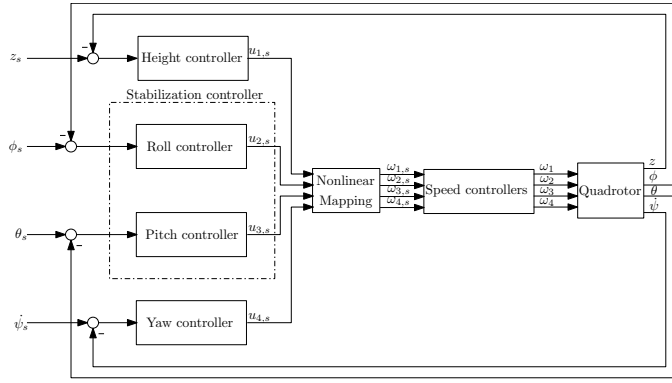 z_s
-
Height controller
u_{1,s}
Stabilization controller
ϕ_s
-
Roll controller
u_{2,s}
θ_s
-
Pitch controller
u_{3,s}
ψ̇_s
-
Yaw controller
u_{4,s}
Nonlinear
Mapping
ω_{1,s}
ω_{2,s}
ω_{3,s}
ω_{4,s}
Speed controllers
ω_1
ω_2
ω_3
ω_4
Quadrotor
z
ϕ
θ
ψ̇